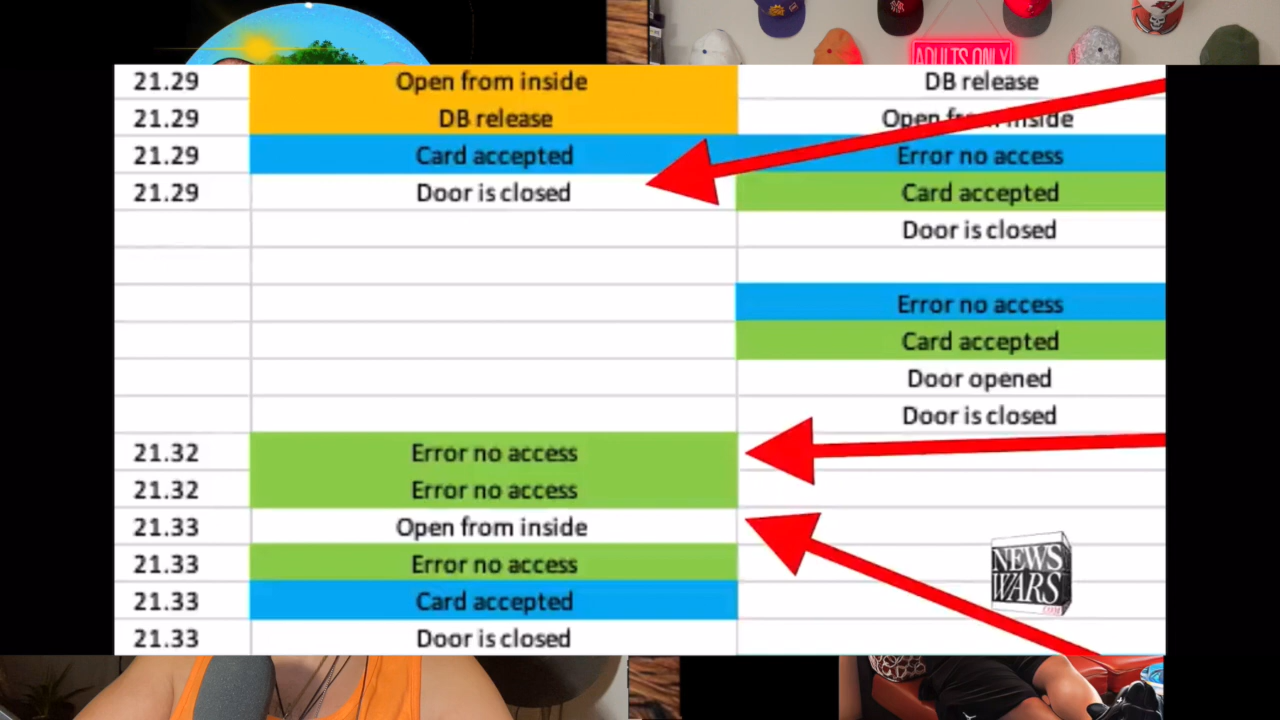 ADULTS ONLY
21.29 Open from inside DB release
21.29 DB release Open from inside
21.29 Card accepted Error no access
21.29 Door is closed Card accepted
Door is closed
Error no access
Card accepted
Door opened
Door is closed
21.32 Error no access
21.32 Error no access
21.33 Open from inside
21.33 Error no access
21.33 Card accepted
21.33 Door is closed
NEWS
WARS
.COM